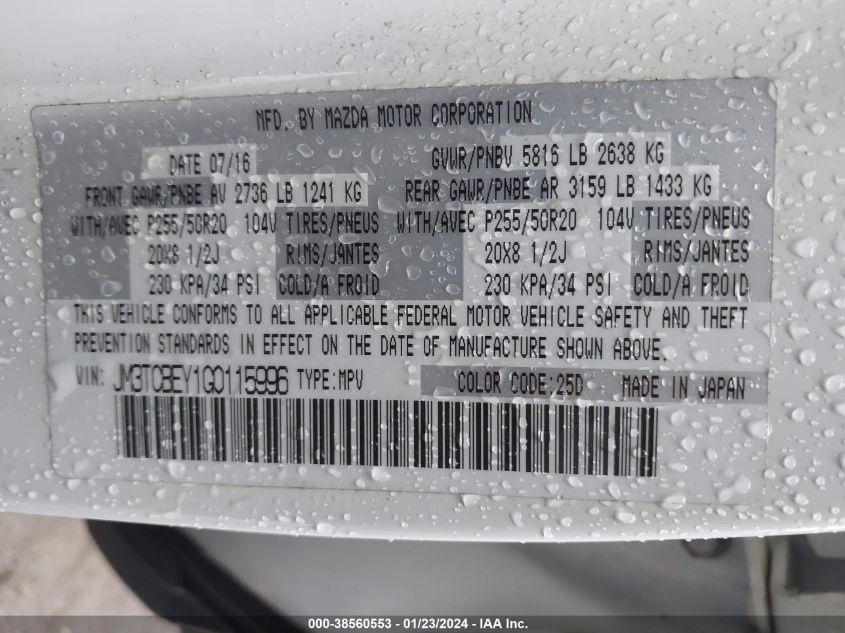 MFD. BY MAZDA MOTOR CORPORATION
DATE 07/16 GVWR/PNBV 5816 LB 2638 KG
FRONT GAWR/PNBE AV 2736 LB 1241 KG REAR GAWR/PNBE AR 3159 LB 1433 KG
WITH/AVEC P255/50R20 104V TIRES/PNEUS WITH/AVEC P255/50R20 104V TIRES/PNEUS
20X8 1/2J RIMS/JANTES 20X8 1/2J RIMS/JANTES
230 KPA/34 PSI COLD/A FROID 230 KPA/34 PSI COLD/A FROID
THIS VEHICLE CONFORMS TO ALL APPLICABLE FEDERAL MOTOR VEHICLE SAFETY AND THEFT
PREVENTION STANDARDS IN EFFECT ON THE DATE OF MANUFACTURE SHOWN ABOVE.
VIN: JM3TCBEY1G0115996 TYPE:MPV COLOR CODE:25D MADE IN JAPAN
000-38560553 - 01/23/2024 - IAA Inc.